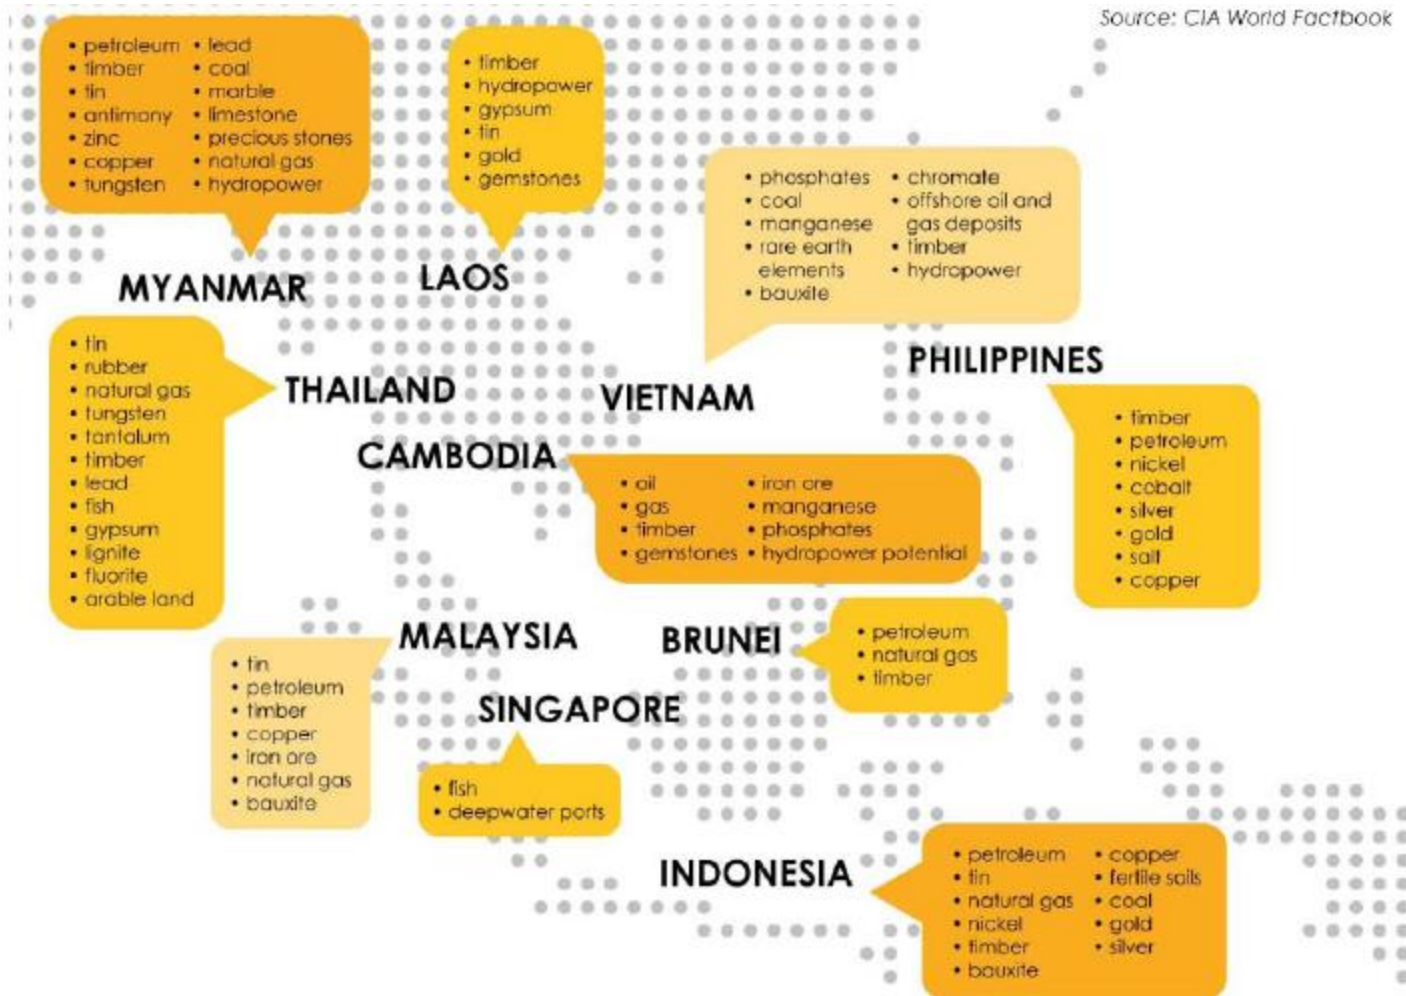 Source: CIA World Factbook
• petroleum
• timber
• tin
• antimony
• zinc
• copper
• tungsten
• lead
• coal
• marble
• limestone
• precious stones
• natural gas
• hydropower
MYANMAR
• timber
• hydropower
• gypsum
• tin
• gold
• gemstones
LAOS
• phosphates
• coal
• manganese
• rare earth
elements
• bauxite
• chromate
• offshore oil and
gas deposits
• timber
• hydropower
VIETNAM
PHILIPPINES
• timber
• petroleum
• nickel
• cobalt
• silver
• gold
• salt
• copper
• tin
• rubber
• natural gas
• tungsten
• tantalum
• timber
• lead
• fish
• gypsum
• lignite
• fluorite
• arable land
THAILAND
CAMBODIA
• oil
• gas
• timber
• gemstones
• iron ore
• manganese
• phosphates
• hydropower potential
MALAYSIA
• tin
• petroleum
• timber
• copper
• iron ore
• natural gas
• bauxite
BRUNEI
• petroleum
• natural gas
• timber
SINGAPORE
• fish
• deepwater ports
INDONESIA
• petroleum
• tin
• natural gas
• nickel
• timber
• bauxite
• copper
• fertile soils
• coal
• gold
• silver